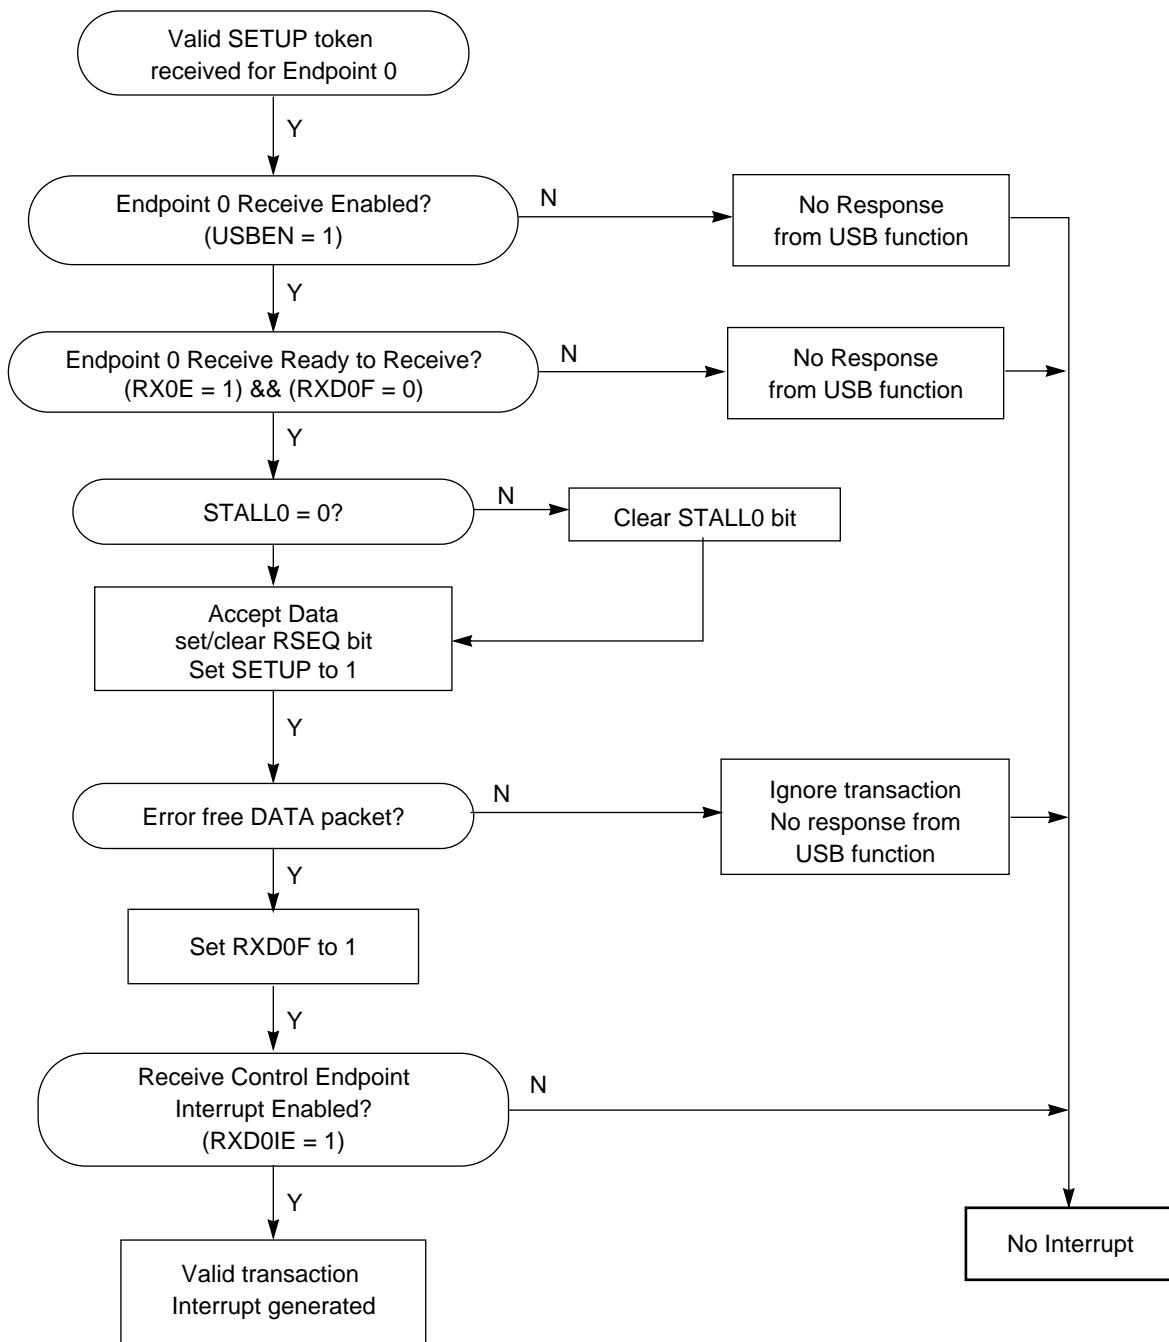 Valid SETUP token
received for Endpoint 0
Y
Endpoint 0 Receive Enabled?
(USBEN = 1)
N
No Response
from USB function
Y
Endpoint 0 Receive Ready to Receive?
(RX0E = 1) && (RXD0F = 0)
N
No Response
from USB function
Y
STALL0 = 0?
N
Clear STALL0 bit
Accept Data
set/clear RSEQ bit
Set SETUP to 1
Y
Error free DATA packet?
N
Ignore transaction
No response from
USB function
Y
Set RXD0F to 1
Y
Receive Control Endpoint
Interrupt Enabled?
(RXD0IE = 1)
N
Y
No Interrupt
Valid transaction
Interrupt generated